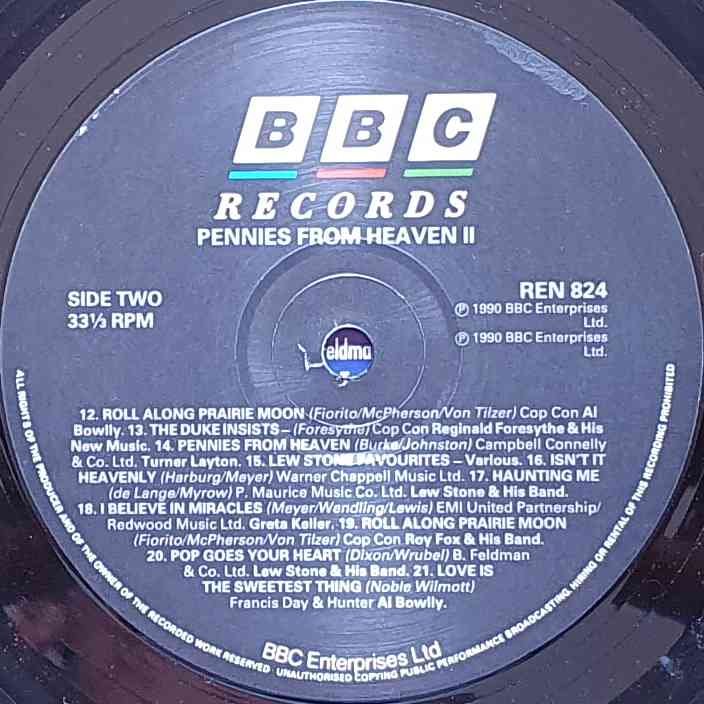 BBC
RECORDS
PENNIES FROM HEAVEN II
SIDE TWO
33⅓ RPM
REN 824
℗ 1990 BBC Enterprises
Ltd.
℗ 1990 BBC Enterprises
Ltd.
eldma
12. ROLL ALONG PRAIRIE MOON (Fiorito/McPherson/Von Tilzer) Cop Con Al
Bowlly. 13. THE DUKE INSISTS – (Foresythe) Cop Con Reginald Foresythe & His
New Music. 14. PENNIES FROM HEAVEN (Burke/Johnston) Campbell Connelly
& Co. Ltd. Turner Layton. 15. LEW STONE FAVOURITES – Various. 16. ISN'T IT
HEAVENLY (Harburg/Meyer) Warner Chappell Music Ltd. 17. HAUNTING ME
(de Lange/Myrow) P. Maurice Music Co. Ltd. Lew Stone & His Band.
18. I BELIEVE IN MIRACLES (Meyer/Wendling/Lewis) EMI United Partnership/
Redwood Music Ltd. Greta Keller. 19. ROLL ALONG PRAIRIE MOON
(Fiorito/McPherson/Von Tilzer) Cop Con Roy Fox & His Band.
20. POP GOES YOUR HEART (Dixon/Wrubel) B. Feldman
& Co. Ltd. Lew Stone & His Band. 21. LOVE IS
THE SWEETEST THING (Noble Wilmott)
Francis Day & Hunter Al Bowlly.
BBC Enterprises Ltd
ALL RIGHTS OF THE PRODUCER AND OF THE OWNER OF THE RECORDED WORK RESERVED UNAUTHORISED COPYING PUBLIC PERFORMANCE BROADCASTING, HIRING OR RENTAL OF THIS RECORDING PROHIBITED